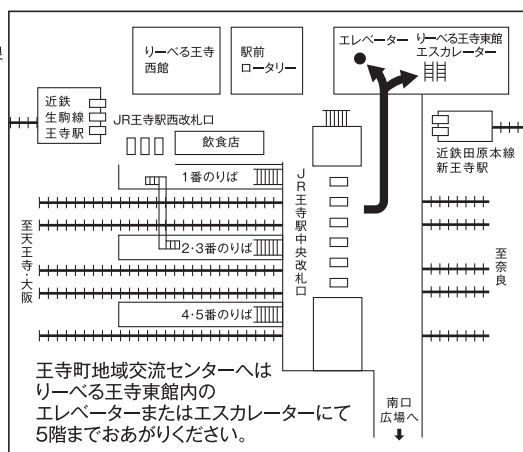 りーべる王寺
西館
駅前
ロータリー
エレベーター
りーべる王寺東館
エスカレーター
近鉄
生駒線
王寺駅
JR王寺駅西改札口
飲食店
近鉄田原本線
新王寺駅
1番のりば
JR王寺駅中央改札口
2・3番のりば
至天王寺・大阪
至奈良
4・5番のりば
王寺町地域交流センターへは
りーべる王寺東館内の
エレベーターまたはエスカレーターにて
5階までおあがりください。
南口
広場へ